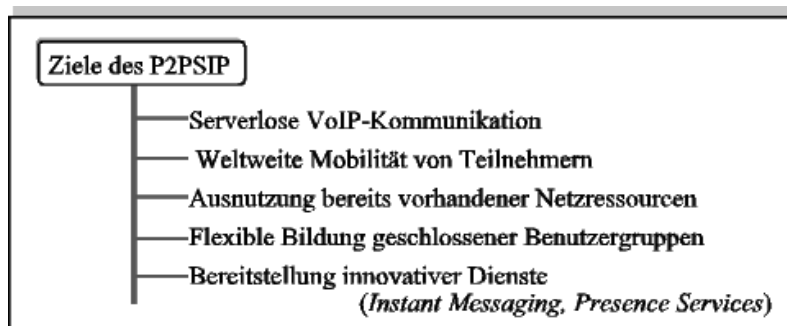 Ziele des P2PSIP
Serverlose VoIP-Kommunikation
Weltweite Mobilität von Teilnehmern
Ausnutzung bereits vorhandener Netzressourcen
Flexible Bildung geschlossener Benutzergruppen
Bereitstellung innovativer Dienste
(Instant Messaging, Presence Services)